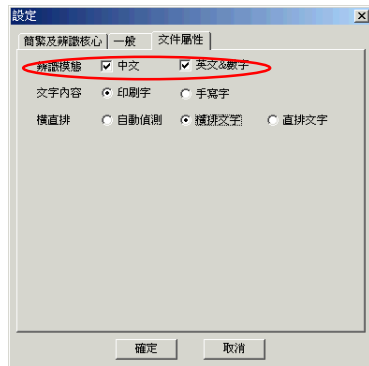 設定
簡繁及辨識核心 一般 文件屬性
辨識模態 中文 英文&數字
文字內容 印刷字 手寫字
橫直排 自動偵測 橫排文字 直排文字
確定 取消